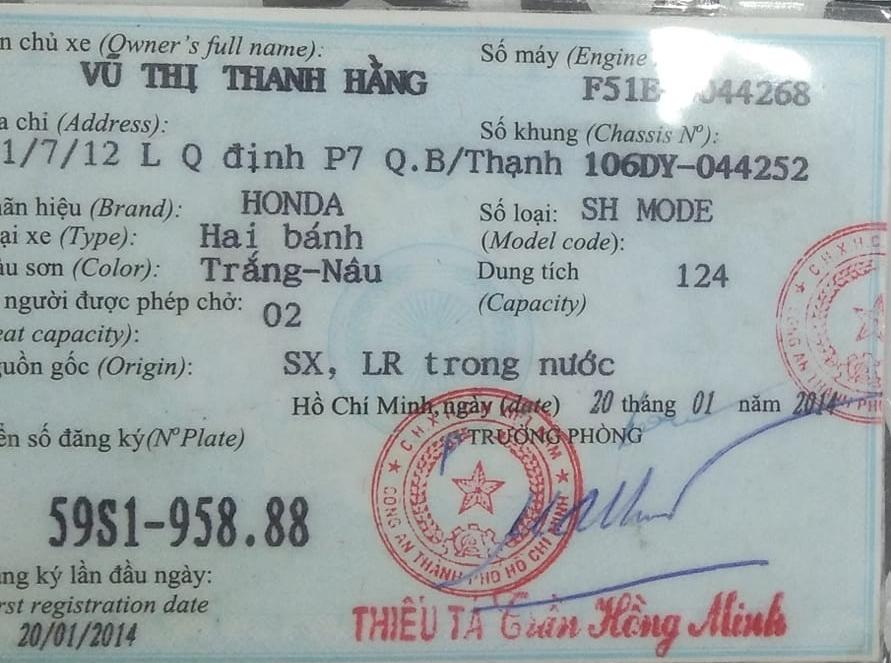 n chủ xe (Owner's full name):
VŨ THỊ THANH HẰNG
Số máy (Engine
F51E 044268
a chỉ (Address):
1/7/12 L Q định P7 Q.B/Thạnh
Số khung (Chassis Nº):
106DY-044252
ãn hiệu (Brand): HONDA
Số loại: SH MODE
(Model code):
ại xe (Type): Hai bánh
àu sơn (Color): Trắng-Nâu
Dung tích 124
(Capacity)
người được phép chở: 02
eat capacity):
uồn gốc (Origin): SX, LR trong nước
Hồ Chí Minh, ngày (date) 20 tháng 01 năm 2014
TRƯỞNG PHÒNG
ển số đăng ký (NºPlate)
59S1-958.88
CÔNG AN THÀNH PHỐ HỒ CHÍ MINH
ng ký lần đầu ngày:
rst registration date
20/01/2014
THIẾU TÁ Trần Hồng Minh